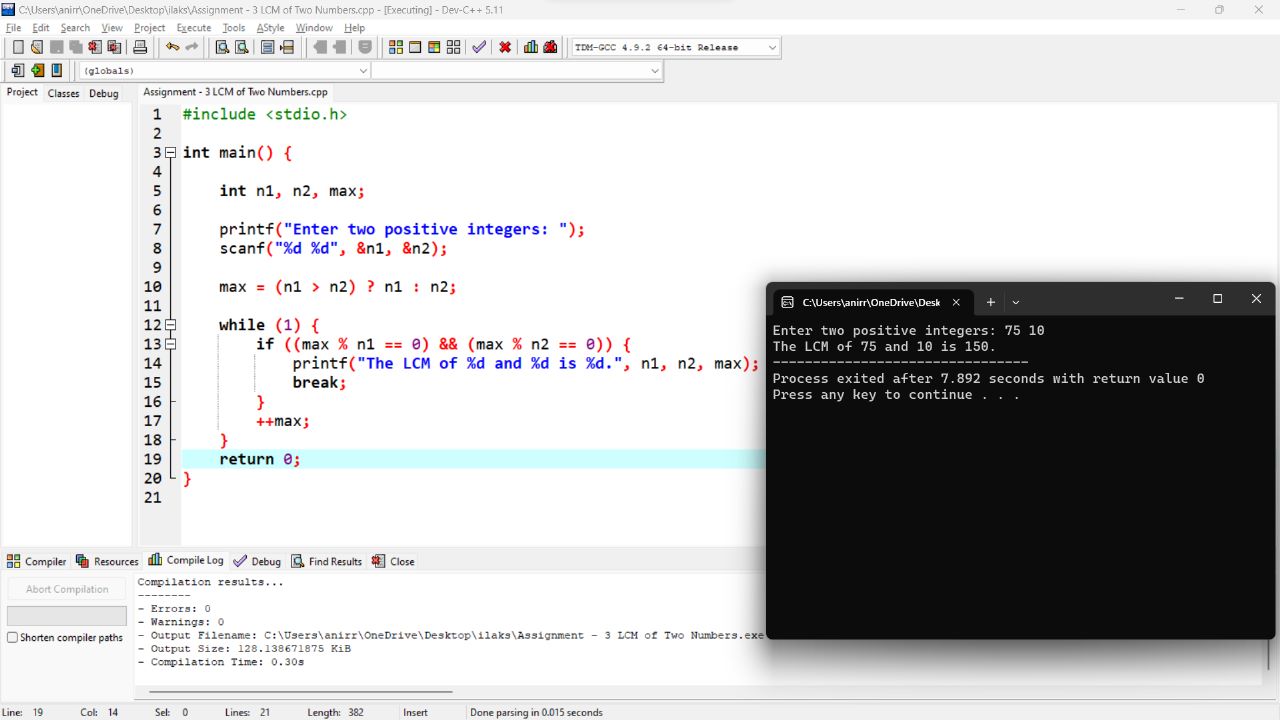 C:\Users\anirr\OneDrive\Desktop\ilaks\Assignment - 3 LCM of Two Numbers.cpp - [Executing] - Dev-C++ 5.11
File Edit Search View Project Execute Tools AStyle Window Help
TDM-GCC 4.9.2 64-bit Release
(globals)
Project Classes Debug
Assignment - 3 LCM of Two Numbers.cpp
1 #include <stdio.h>
2
3 int main() {
4
5 int n1, n2, max;
6
7 printf("Enter two positive integers: ");
8 scanf("%d %d", &n1, &n2);
9
10 max = (n1 > n2) ? n1 : n2;
11
12 while (1) {
13 if ((max % n1 == 0) && (max % n2 == 0)) {
14 printf("The LCM of %d and %d is %d.", n1, n2, max);
15 break;
16 }
17 ++max;
18 }
19 return 0;
20 }
21
C:\Users\anirr\OneDrive\Desk
Enter two positive integers: 75 10
The LCM of 75 and 10 is 150.
--------------------------------
Process exited after 7.892 seconds with return value 0
Press any key to continue . . .
Compiler Resources Compile Log Debug Find Results Close
Abort Compilation
Shorten compiler paths
Compilation results...
--------
- Errors: 0
- Warnings: 0
- Output Filename: C:\Users\anirr\OneDrive\Desktop\ilaks\Assignment - 3 LCM of Two Numbers.exe
- Output Size: 128.138671875 KiB
- Compilation Time: 0.30s
Line: 19 Col: 14 Sel: 0 Lines: 21 Length: 382 Insert Done parsing in 0.015 seconds